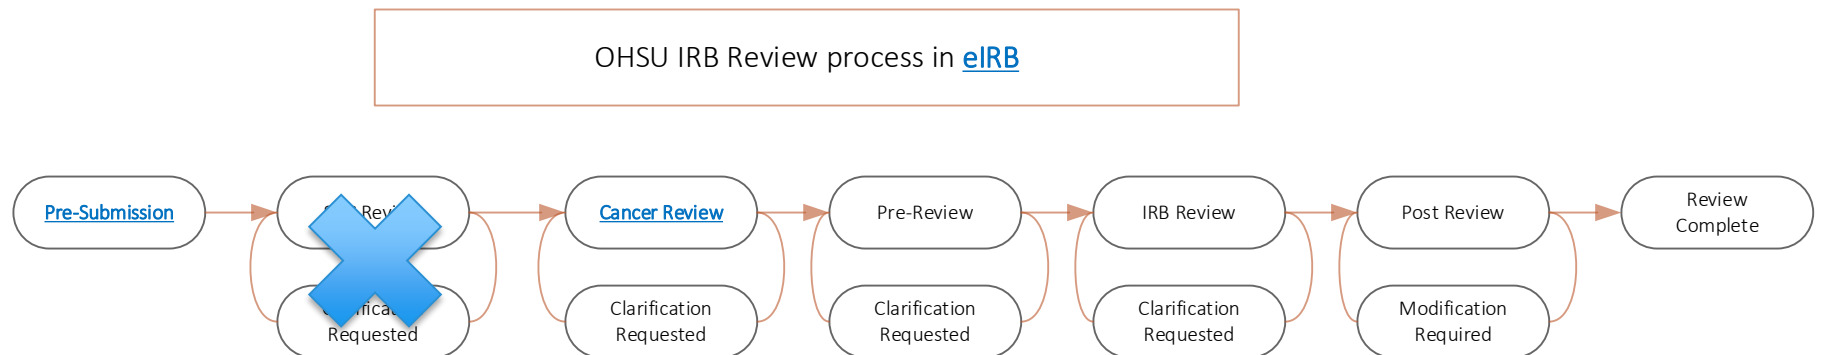 OHSU IRB Review process in eIRB
Pre-Submission
Cancer Review
Pre-Review
IRB Review
Post Review
Review
Complete
Requested
Clarification
Requested
Clarification
Requested
Clarification
Requested
Modification
Required